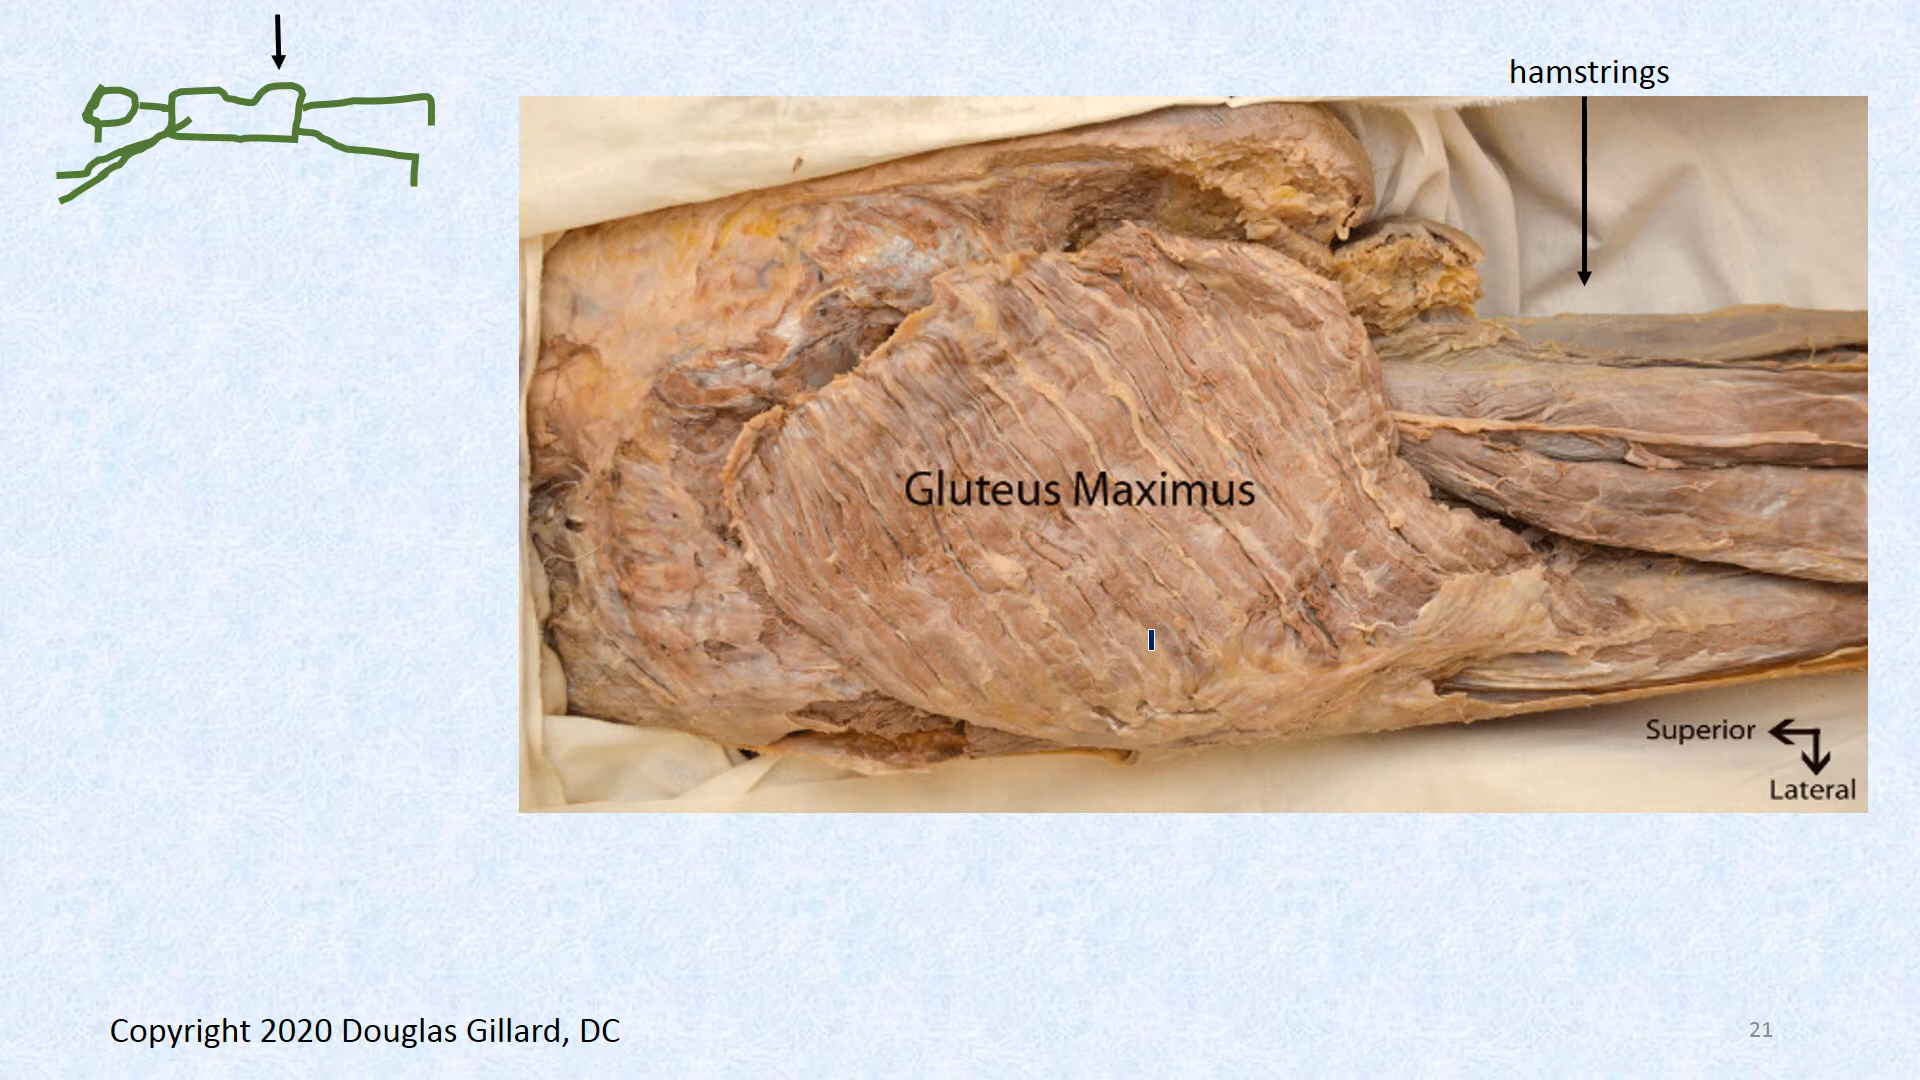 hamstrings
Gluteus Maximus
Superior
Lateral
Copyright 2020 Douglas Gillard, DC
21